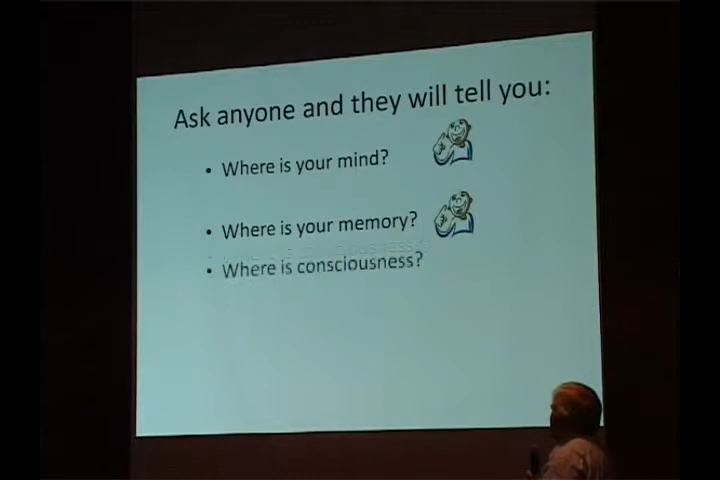 Ask anyone and they will tell you:
• Where is your mind?
• Where is your memory?
• Where is consciousness?